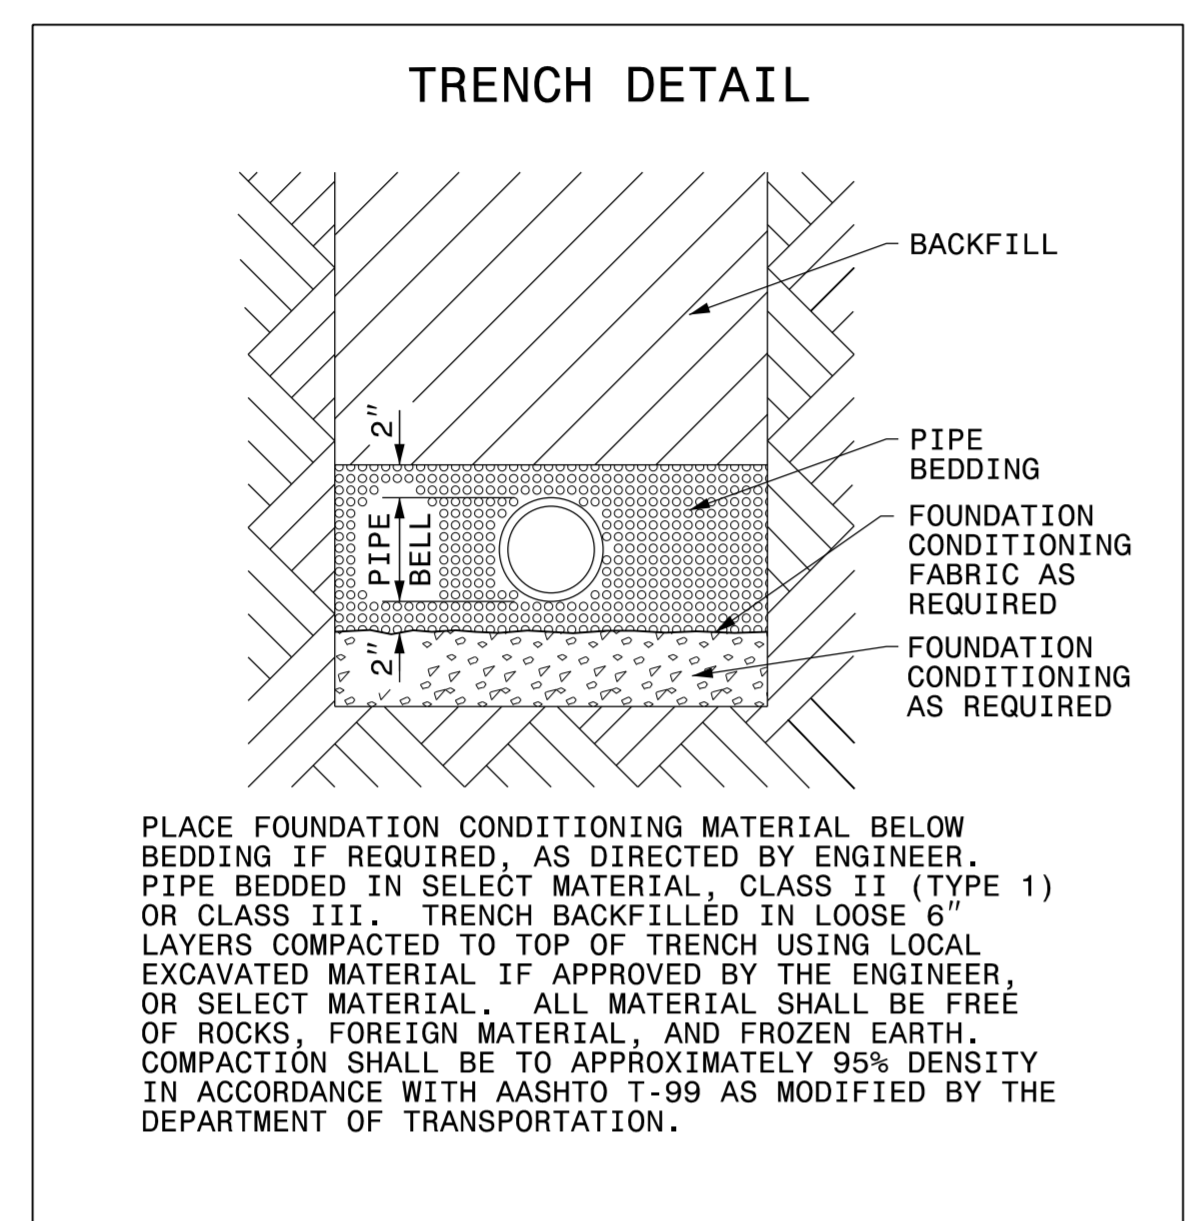 TRENCH DETAIL
BACKFILL
2"
PIPE
BEDDING
PIPE
BELL
FOUNDATION
CONDITIONING
FABRIC AS
REQUIRED
2"
FOUNDATION
CONDITIONING
AS REQUIRED
PLACE FOUNDATION CONDITIONING MATERIAL BELOW
BEDDING IF REQUIRED, AS DIRECTED BY ENGINEER.
PIPE BEDDED IN SELECT MATERIAL, CLASS II (TYPE 1)
OR CLASS III. TRENCH BACKFILLED IN LOOSE 6"
LAYERS COMPACTED TO TOP OF TRENCH USING LOCAL
EXCAVATED MATERIAL IF APPROVED BY THE ENGINEER,
OR SELECT MATERIAL. ALL MATERIAL SHALL BE FREE
OF ROCKS, FOREIGN MATERIAL, AND FROZEN EARTH.
COMPACTION SHALL BE TO APPROXIMATELY 95% DENSITY
IN ACCORDANCE WITH AASHTO T-99 AS MODIFIED BY THE
DEPARTMENT OF TRANSPORTATION.